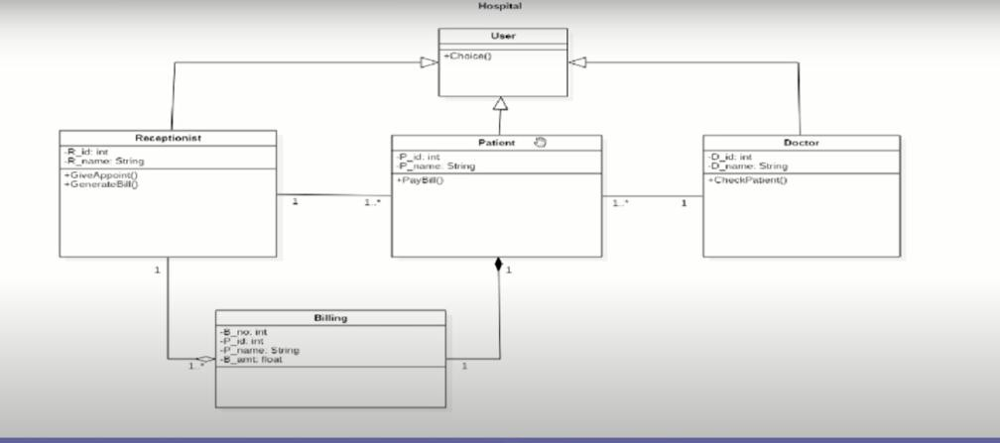 Hospital
User
+Choice()
Receptionist
-R_id: int
-R_name: String
+GiveAppoint()
+GenerateBill()
Patient
-P_id: int
-P_name: String
+PayBill()
Doctor
-D_id: int
-D_name: String
+CheckPatient()
1
1..*
1..*
1
1
1
Billing
-B_no: int
-P_id: int
-P_name: String
-B_amt: float
1..*
1